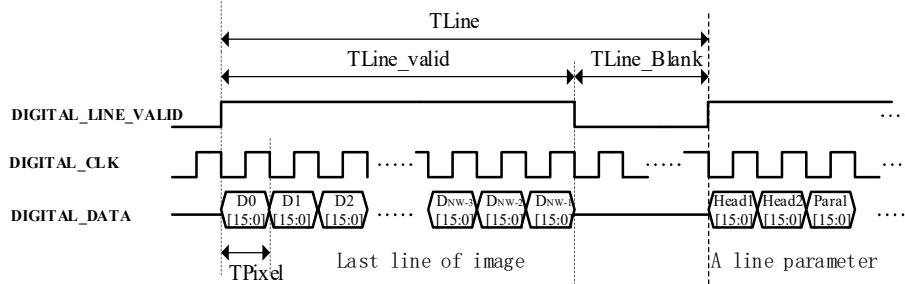 TLine
TLine_valid TLine_Blank
DIGITAL_LINE_VALID ...
DIGITAL_CLK ..... ..... ....
DIGITAL_DATA D0 [15:0] D1 [15:0] D2 [15:0] ..... DNW-3 [15:0] DNW-2 [15:0] DNW-1 [15:0] Head1 [15:0] Head2 [15:0] Para1 [15:0] ....
TPixel Last line of image A line parameter